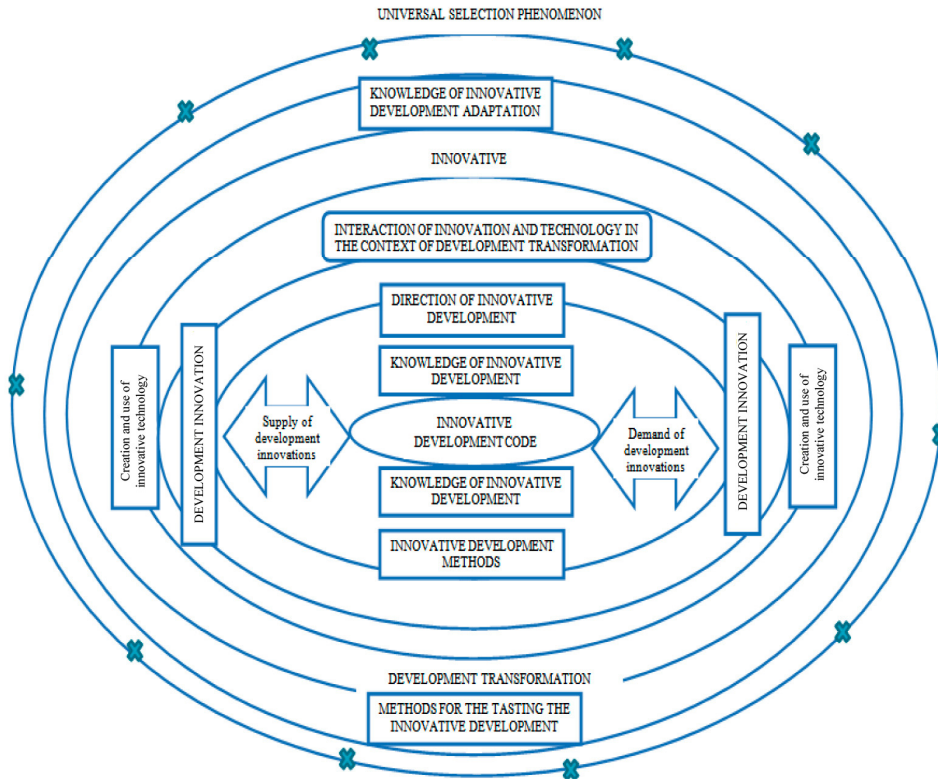 UNIVERSAL SELECTION PHENOMENON
KNOWLEDGE OF INNOVATIVE
DEVELOPMENT ADAPTATION
INNOVATIVE
INTERACTION OF INNOVATION AND TECHNOLOGY IN
THE CONTEXT OF DEVELOPMENT TRANSFORMATION
DIRECTION OF INNOVATIVE
DEVELOPMENT
KNOWLEDGE OF INNOVATIVE
DEVELOPMENT
Creation and use of
innovative technology
DEVELOPMENT INNOVATION
Supply of
development
innovations
INNOVATIVE
DEVELOPMENT CODE
Demand of
development
innovations
DEVELOPMENT INNOVATION
Creation and use of
innovative technology
KNOWLEDGE OF INNOVATIVE
DEVELOPMENT
INNOVATIVE DEVELOPMENT
METHODS
DEVELOPMENT TRANSFORMATION
METHODS FOR THE TASTING THE
INNOVATIVE DEVELOPMENT